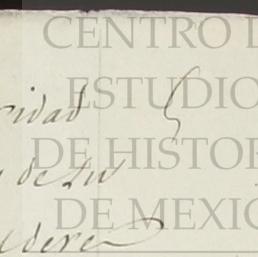 CENTRO D
ESTUDIO
ridad
DE HISTOR
de su
DE MEXIC